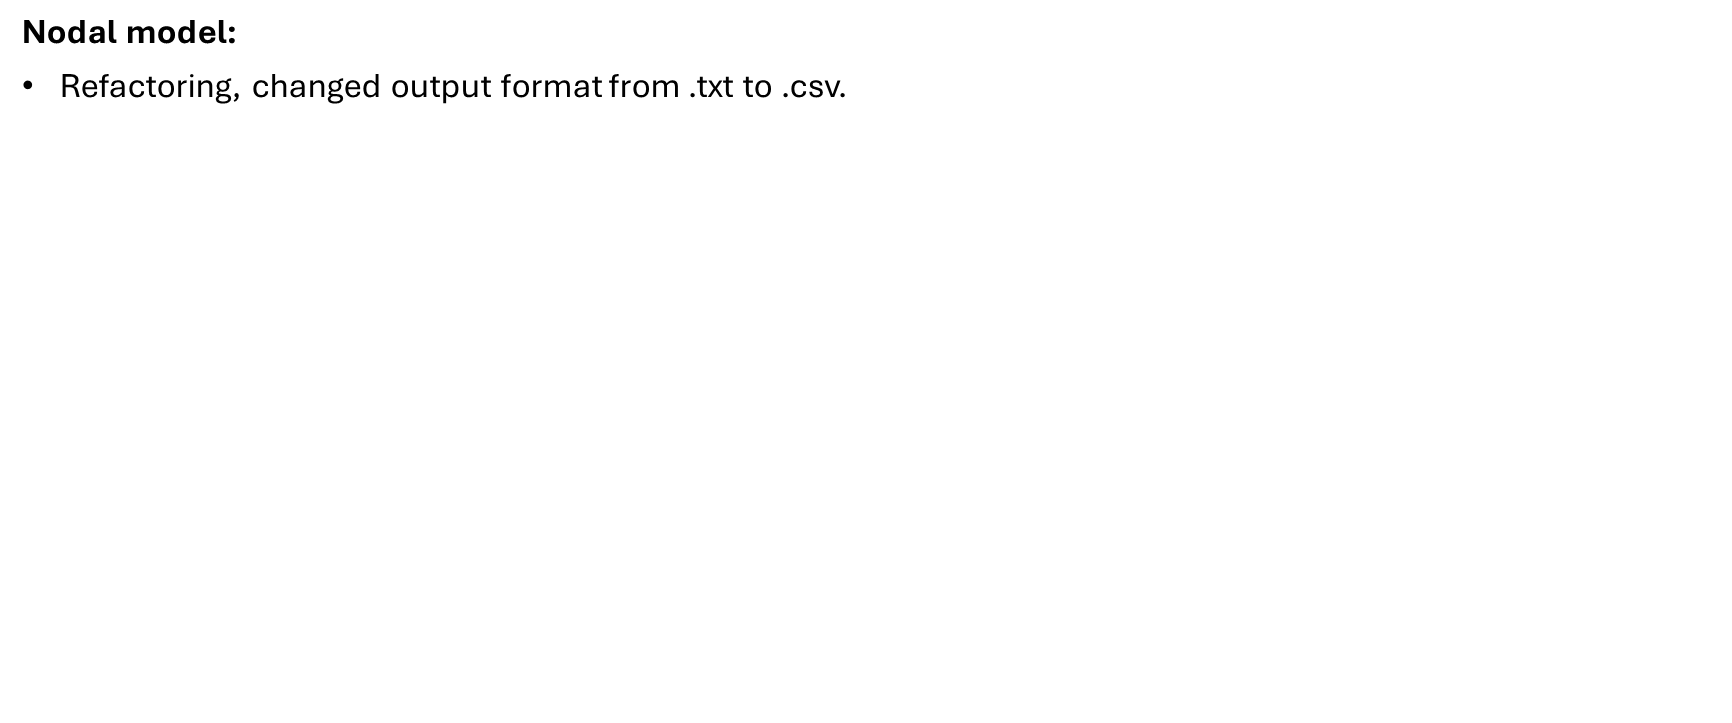 Nodal model:
• Refactoring, changed output format from .txt to .csv.